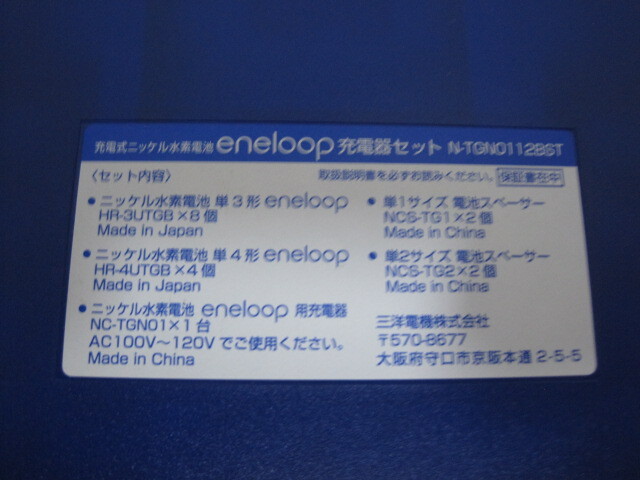 充電式ニッケル水素電池 eneloop 充電器セット N-TGN0112BST
〈セット内容〉
取扱説明書を必ずお読みください。 保証書在中
● ニッケル水素電池 単3形 eneloop
HR-3UTGB×8個
Made in Japan
● ニッケル水素電池 単4形 eneloop
HR-4UTGB×4個
Made in Japan
● ニッケル水素電池 eneloop 用充電器
NC-TGN01×1台
AC100V～120Vでご使用ください。
Made in China
● 単1サイズ 電池スペーサー
NCS-TG1×2個
Made in China
● 単2サイズ 電池スペーサー
NCS-TG2×2個
Made in China
三洋電機株式会社
〒570-8677
大阪府守口市京阪本通2-5-5